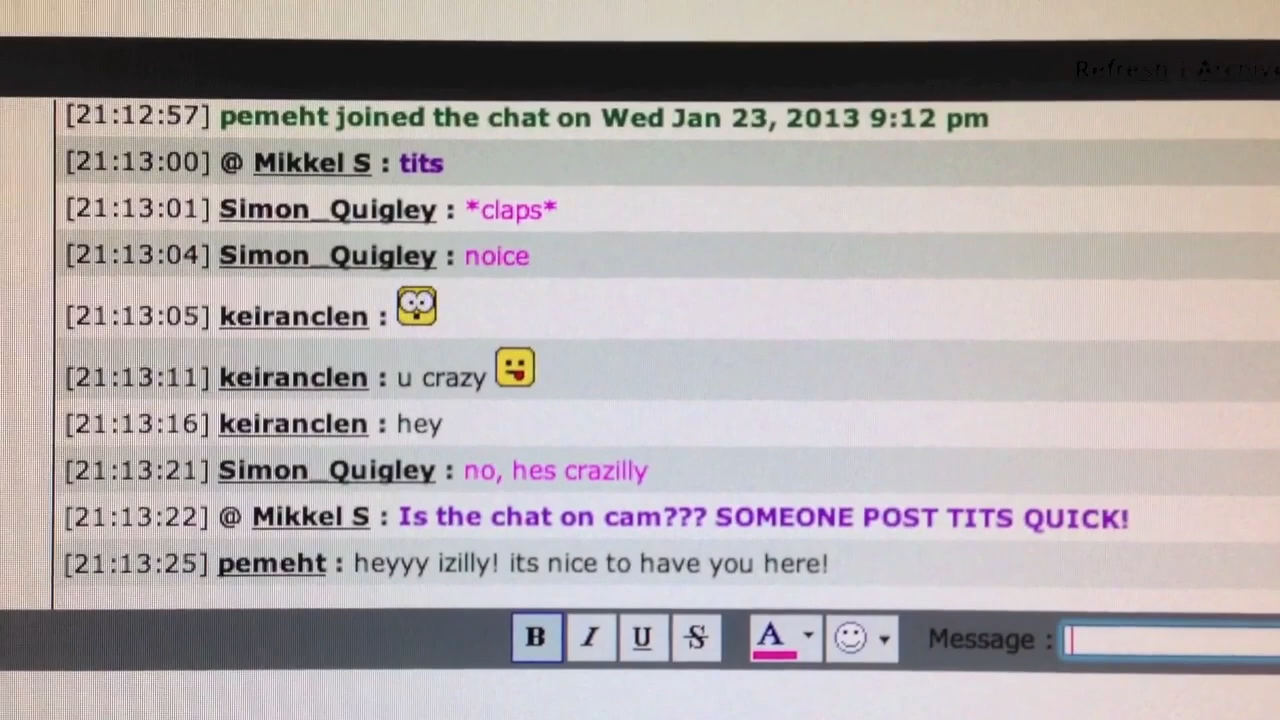 Refresh | Archive
[21:12:57] pemeht joined the chat on Wed Jan 23, 2013 9:12 pm
[21:13:00] @ Mikkel S : tits
[21:13:01] Simon_Quigley : *claps*
[21:13:04] Simon_Quigley : noice
[21:13:05] keiranclen :
[21:13:11] keiranclen : u crazy
[21:13:16] keiranclen : hey
[21:13:21] Simon_Quigley : no, hes crazilly
[21:13:22] @ Mikkel S : Is the chat on cam??? SOMEONE POST TITS QUICK!
[21:13:25] pemeht : heyyy izilly! its nice to have you here!
B I U S A Message :